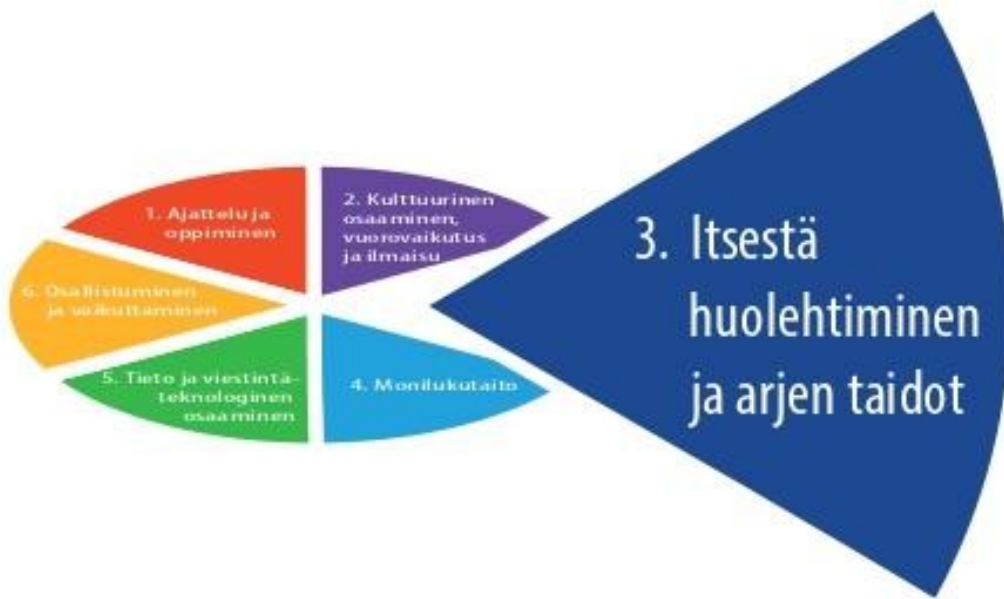 1. Ajattelu ja
oppiminen
2. Kulttuurinen
osaaminen,
vuorovaikutus
ja ilmaisu
3. Itsestä
huolehtiminen
ja arjen taidot
4. Monilukutaito
5. Tieto ja viestintä-
teknologinen
osaaminen
6. Osallistuminen
ja vaikuttaminen